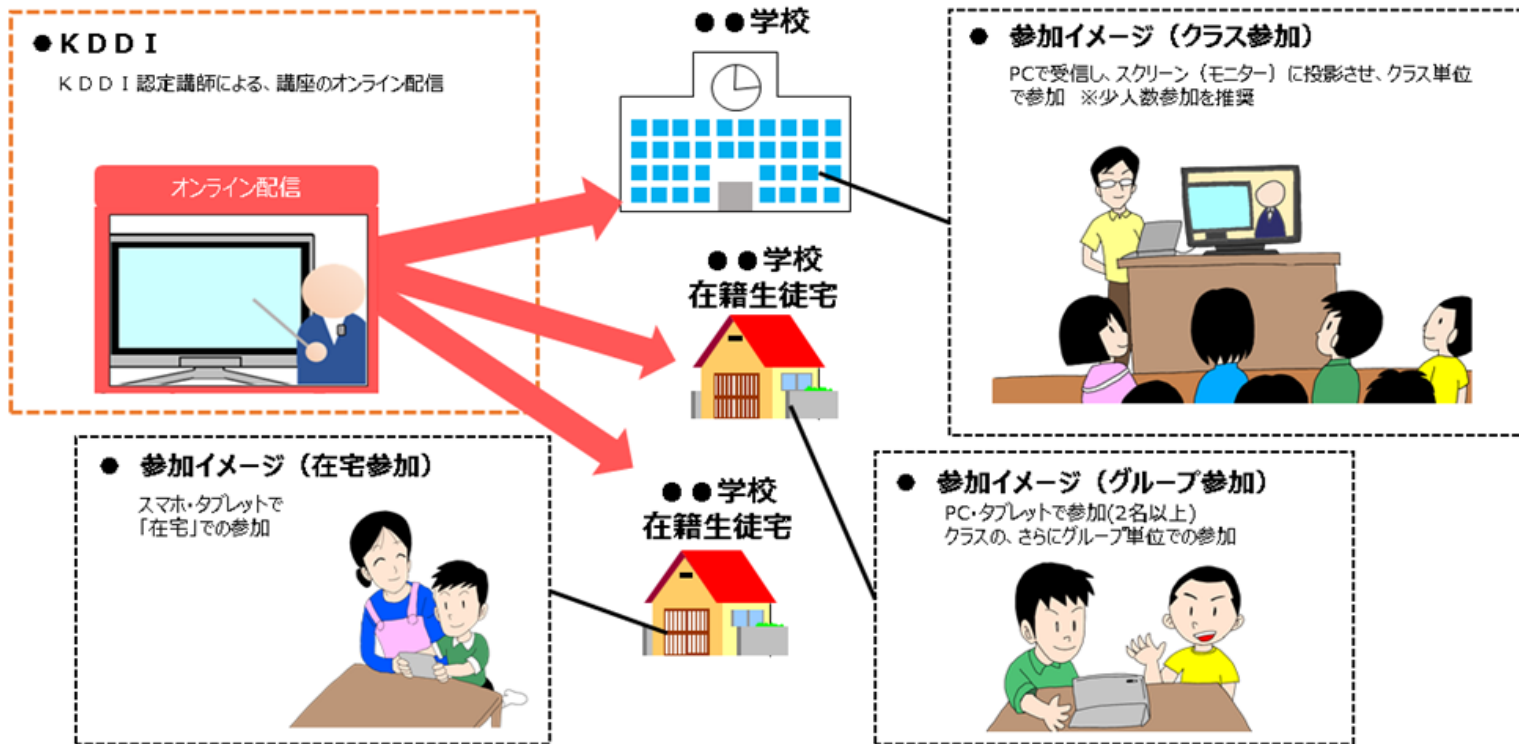 ●KDDI
KDDI認定講師による、講座のオンライン配信
オンライン配信
●●学校
●●学校
在籍生徒宅
●●学校
在籍生徒宅
● 参加イメージ（クラス参加）
PCで受信し、スクリーン（モニター）に投影させ、クラス単位
で参加　※少人数参加を推奨
● 参加イメージ（在宅参加）
スマホ・タブレットで
「在宅」での参加
● 参加イメージ（グループ参加）
PC・タブレットで参加(2名以上)
クラスの、さらにグループ単位での参加